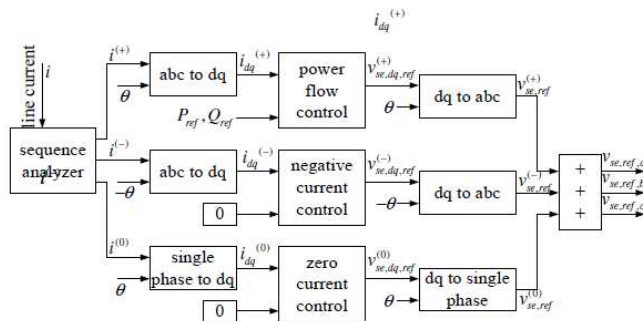 i_dq^(+)
line current
i
sequence
analyzer
i^(+)
θ
abc to dq
i_dq^(+)
P_ref , Q_ref
power
flow
control
v_se,dq,ref^(+)
θ
dq to abc
v_se,ref^(+)
i^(-)
-θ
abc to dq
i_dq^(-)
0
negative
current
control
v_se,dq,ref^(-)
-θ
dq to abc
v_se,ref^(-)
i^(0)
θ
single
phase to dq
i_dq^(0)
0
zero
current
control
v_se,dq,ref^(0)
θ
dq to single
phase
v_se,ref^(0)
+
+
+
v_se,ref,a
v_se,ref,b
v_se,ref,c